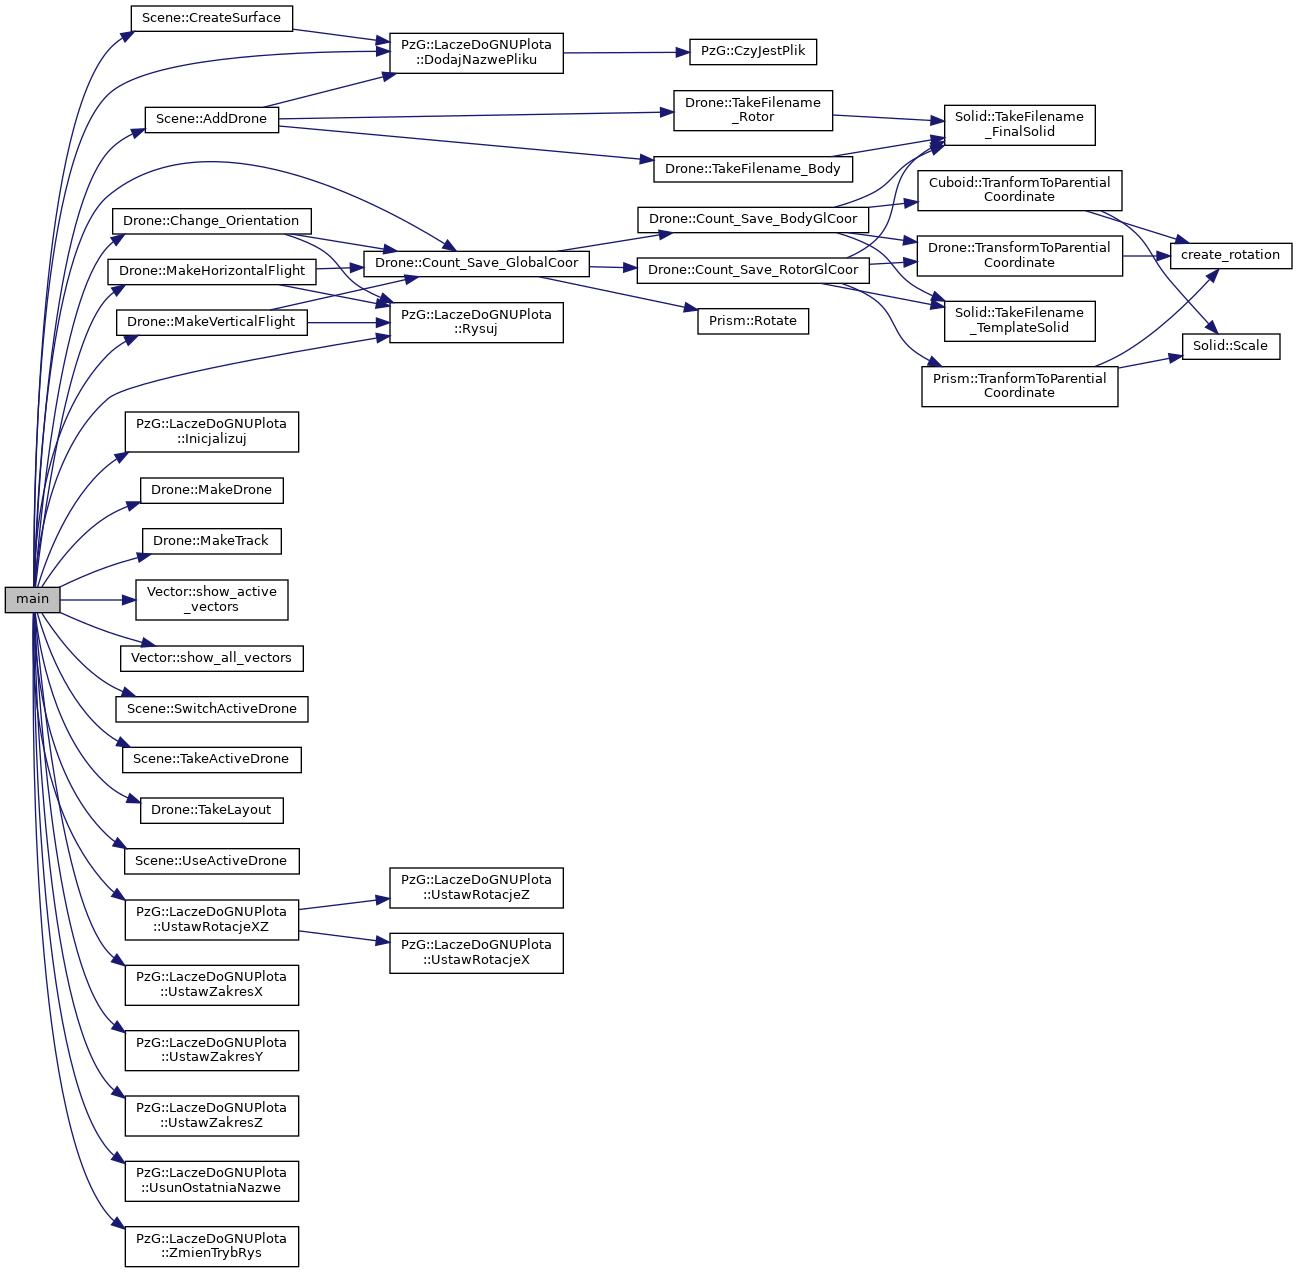 Scene::CreateSurface
PzG::LaczeDoGNUPlota
::DodajNazwePliku
PzG::CzyJestPlik
Scene::AddDrone
Drone::TakeFilename
_Rotor
Solid::TakeFilename
_FinalSolid
Drone::TakeFilename_Body
Cuboid::TranformToParential
Coordinate
Drone::Change_Orientation
Drone::Count_Save_BodyGlCoor
Drone::TransformToParential
Coordinate
create_rotation
Drone::MakeHorizontalFlight
Drone::Count_Save_GlobalCoor
Drone::Count_Save_RotorGlCoor
Drone::MakeVerticalFlight
PzG::LaczeDoGNUPlota
::Rysuj
Prism::Rotate
Solid::TakeFilename
_TemplateSolid
Solid::Scale
Prism::TranformToParential
Coordinate
PzG::LaczeDoGNUPlota
::Inicjalizuj
Drone::MakeDrone
Drone::MakeTrack
main
Vector::show_active
_vectors
Vector::show_all_vectors
Scene::SwitchActiveDrone
Scene::TakeActiveDrone
Drone::TakeLayout
Scene::UseActiveDrone
PzG::LaczeDoGNUPlota
::UstawRotacjeXZ
PzG::LaczeDoGNUPlota
::UstawRotacjeZ
PzG::LaczeDoGNUPlota
::UstawRotacjeX
PzG::LaczeDoGNUPlota
::UstawZakresX
PzG::LaczeDoGNUPlota
::UstawZakresY
PzG::LaczeDoGNUPlota
::UstawZakresZ
PzG::LaczeDoGNUPlota
::UsunOstatniaNazwe
PzG::LaczeDoGNUPlota
::ZmienTrybRys